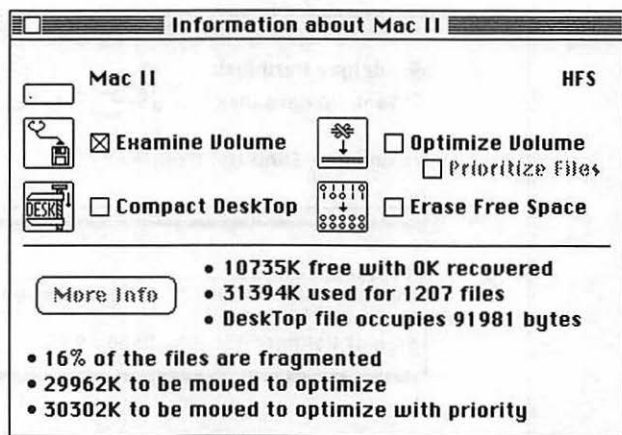 Information about Mac II
Mac II HFS
Examine Volume Optimize Volume
Prioritize Files
DESK Compact DeskTop Erase Free Space
More Info
• 10735K free with 0K recovered
• 31394K used for 1207 files
• DeskTop file occupies 91981 bytes
• 16% of the files are fragmented
• 29962K to be moved to optimize
• 30302K to be moved to optimize with priority